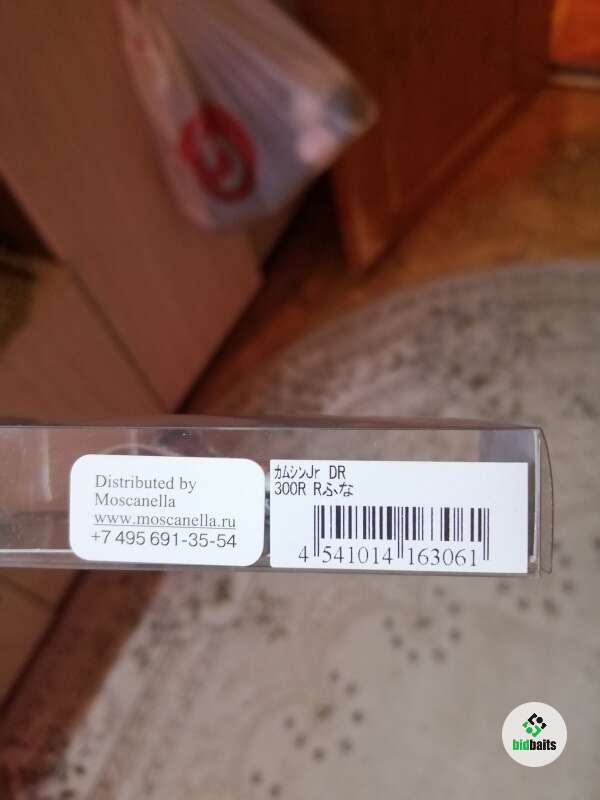 Distributed by
Moscanella
www.moscanella.ru
+7 495 691-35-54
ｶﾑｼﾝJr DR
300R Rふな
4 541014 163061
bidbaits